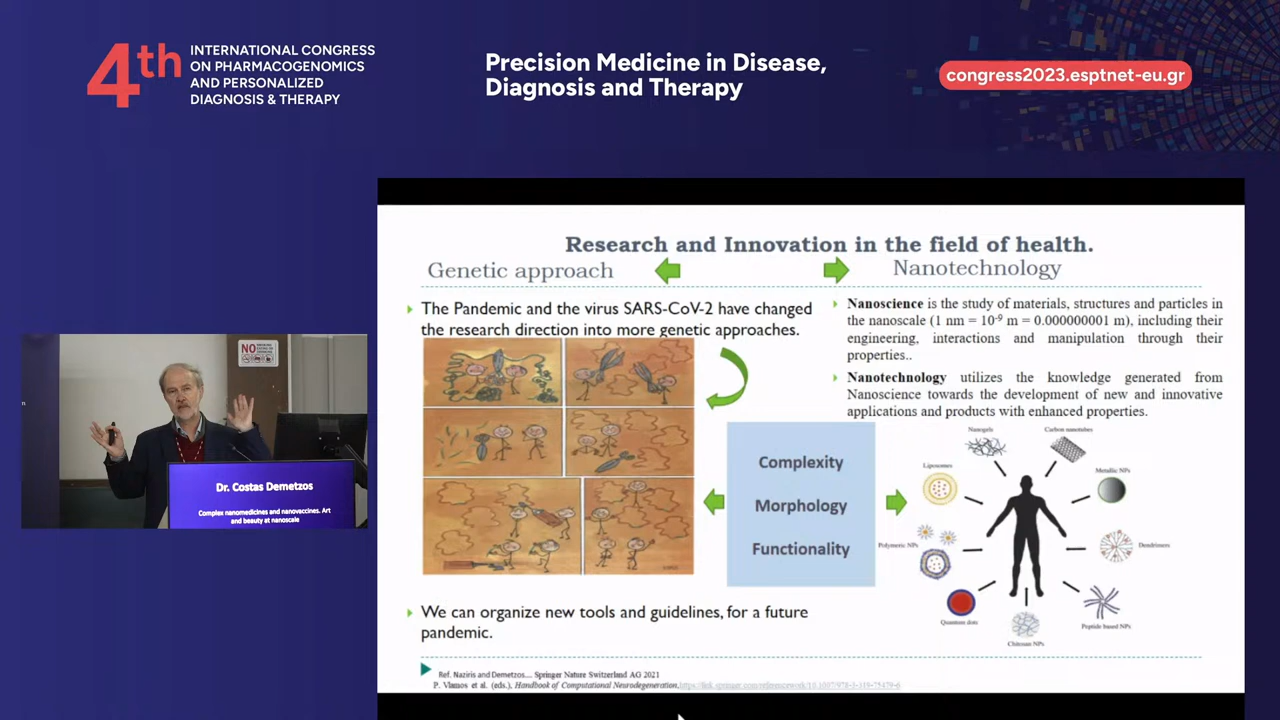 4th
INTERNATIONAL CONGRESS
ON PHARMACOGENOMICS
AND PERSONALIZED
DIAGNOSIS & THERAPY
Precision Medicine in Disease,
Diagnosis and Therapy
congress2023.esptnet-eu.gr
Research and Innovation in the field of health.
Genetic approach
Nanotechnology
The Pandemic and the virus SARS-CoV-2 have changed
the research direction into more genetic approaches.
Nanoscience is the study of materials, structures and particles in
the nanoscale (1 nm = 10⁻⁹ m = 0.000000001 m), including their
engineering, interactions and manipulation through their
properties..
Nanotechnology utilizes the knowledge generated from
Nanoscience towards the development of new and innovative
applications and products with enhanced properties.
Complexity
Morphology
Functionality
Nanogels
Carbon nanotubes
Liposomes
Metallic NPs
Polymeric NPs
Dendrimers
Quantum dots
Peptide based NPs
Chitosan NPs
We can organize new tools and guidelines, for a future
pandemic.
Ref. Naziris and Demetzos... Springer Nature Switzerland AG 2021
P. Vlamos et al. (eds.), Handbook of Computational Neurodegeneration,
NO
Dr. Costas Demetzos
Complex nanomedicines and nanovaccines. Art
and beauty at nanoscale